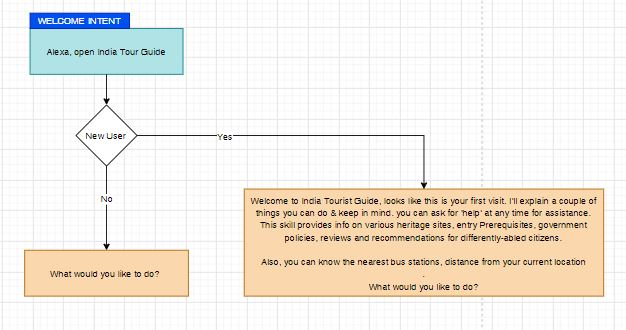 WELCOME INTENT
Alexa, open India Tour Guide
New User
Yes
No
Welcome to India Tourist Guide, looks like this is your first visit. I'll explain a couple of
things you can do & keep in mind. you can ask for 'help' at any time for assistance.
This skill provides info on various heritage sites, entry Prerequisites, government
policies, reviews and recommendations for differently-abled citizens.
Also, you can know the nearest bus stations, distance from your current location
.
What would you like to do?
What would you like to do?